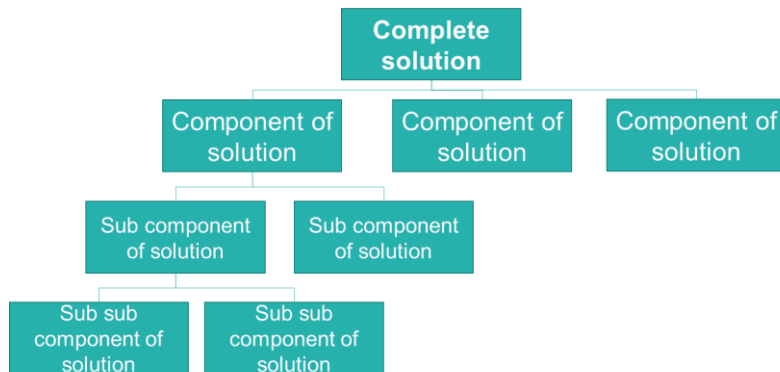 Complete
solution
Component of
solution
Component of
solution
Component of
solution
Sub component
of solution
Sub component
of solution
Sub sub
component of
solution
Sub sub
component of
solution